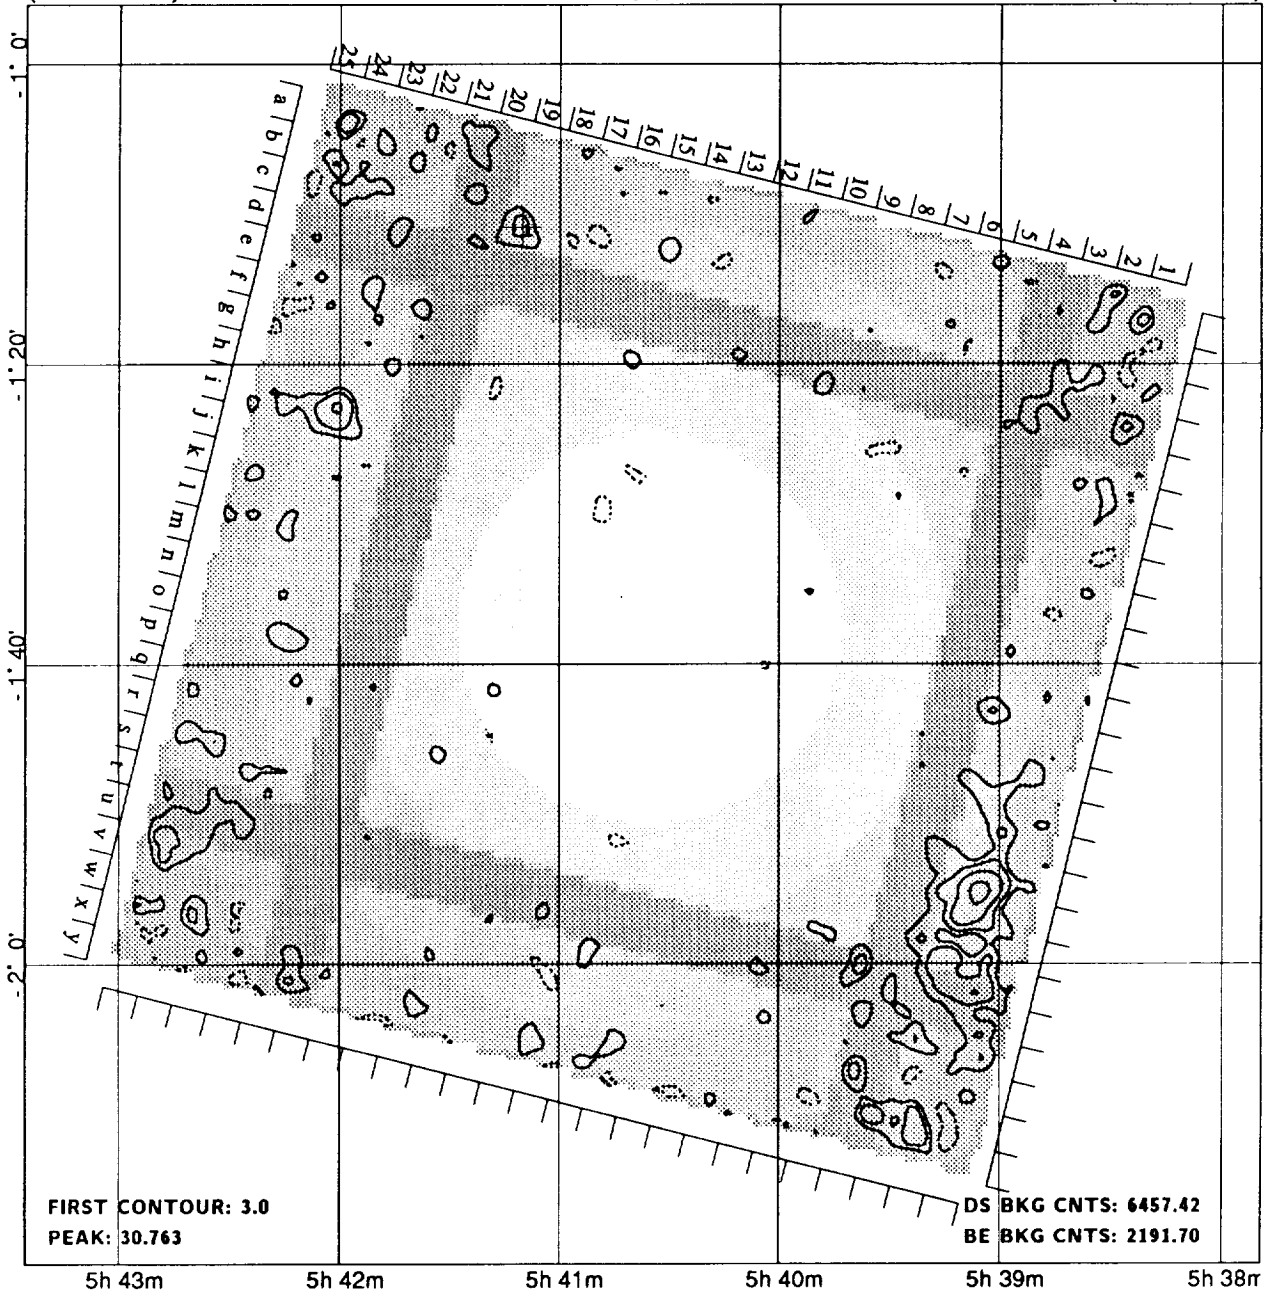 25 24 23 22 21 20 19 18 17 16 15 14 13 12 11 10 9 8 7 6 5 4 3 2 1
a b c d e f g h i j k l m n o p q r s t u v w x y
-1° 0'
-1° 20'
-1° 40'
-2° 0'
FIRST CONTOUR: 3.0
PEAK: 30.763
DS BKG CNTS: 6457.42
BE BKG CNTS: 2191.70
5h 43m 5h 42m 5h 41m 5h 40m 5h 39m 5h 38m